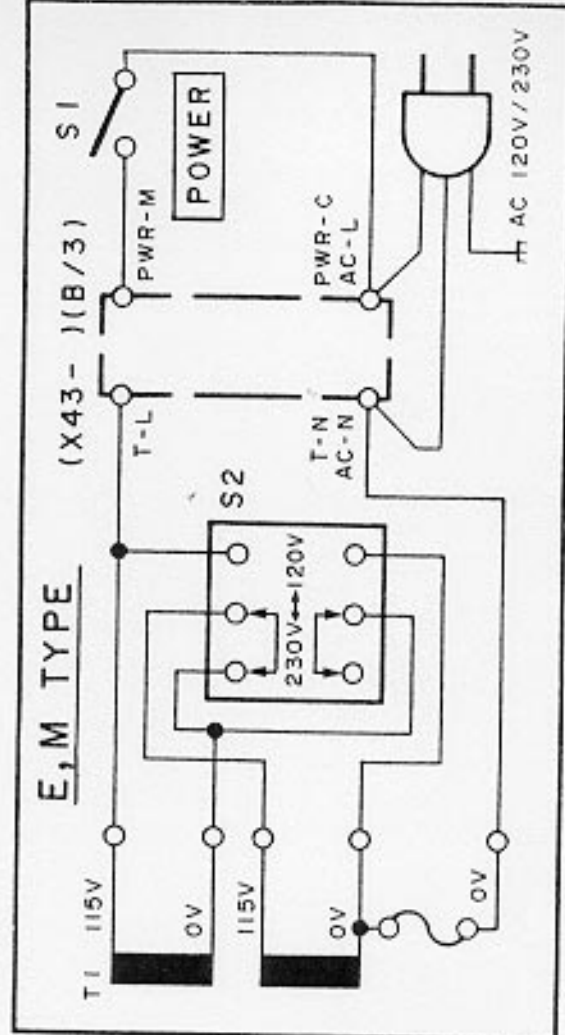 E,M TYPE
(X43- )(B/3)
S1
POWER
PWR-M
PWR-C
AC-L
T-L
T-N
AC-N
S2
230V↔120V
T1
115V
0V
115V
0V
0V
AC 120V/230V